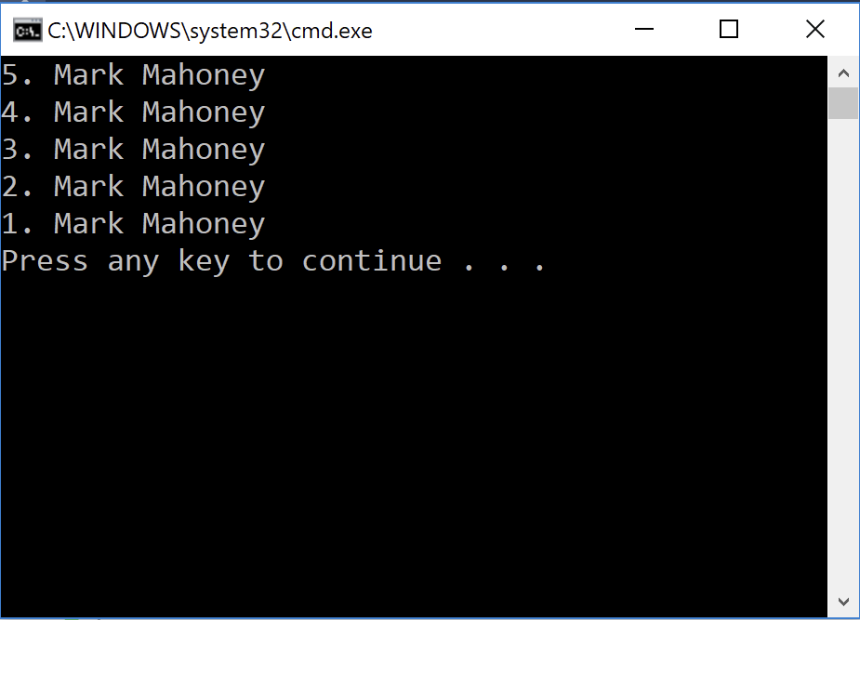 C:\WINDOWS\system32\cmd.exe
5. Mark Mahoney
4. Mark Mahoney
3. Mark Mahoney
2. Mark Mahoney
1. Mark Mahoney
Press any key to continue . . .